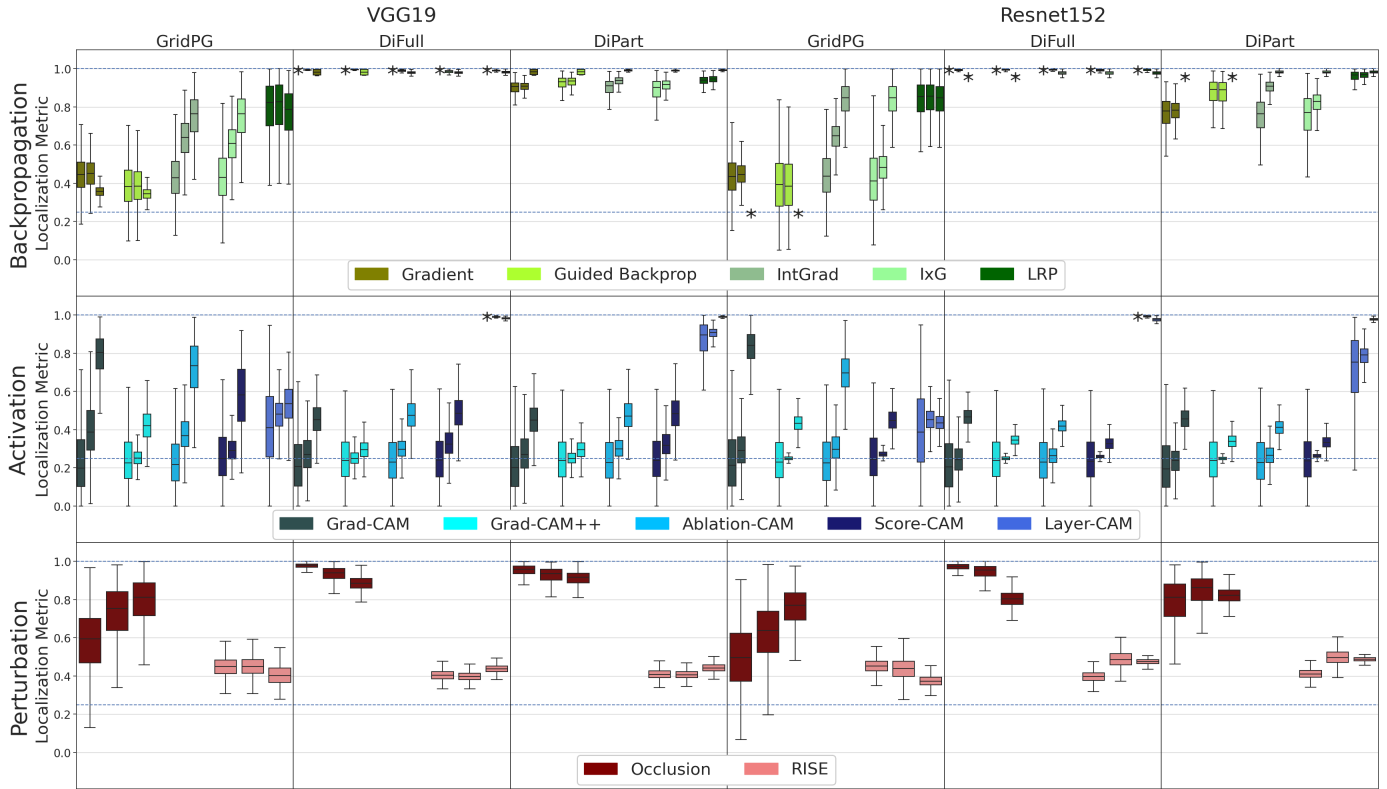 VGG19 Resnet152
GridPG DiFull DiPart GridPG DiFull DiPart
Backpropagation
Localization Metric
1.0
0.8
0.6
0.4
0.2
0.0
Gradient Guided Backprop IntGrad IxG LRP
Activation
Localization Metric
1.0
0.8
0.6
0.4
0.2
0.0
Grad-CAM Grad-CAM++ Ablation-CAM Score-CAM Layer-CAM
Perturbation
Localization Metric
1.0
0.8
0.6
0.4
0.2
0.0
Occlusion RISE